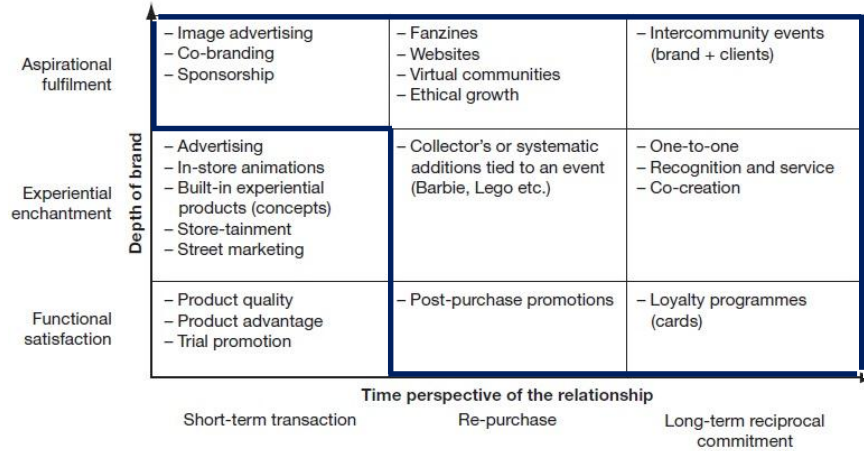 Aspirational
fulfilment
– Image advertising
– Co-branding
– Sponsorship
– Fanzines
– Websites
– Virtual communities
– Ethical growth
– Intercommunity events
(brand + clients)
Depth of brand
Experiential
enchantment
– Advertising
– In-store animations
– Built-in experiential
products (concepts)
– Store-tainment
– Street marketing
– Collector's or systematic
additions tied to an event
(Barbie, Lego etc.)
– One-to-one
– Recognition and service
– Co-creation
Functional
satisfaction
– Product quality
– Product advantage
– Trial promotion
– Post-purchase promotions
– Loyalty programmes
(cards)
Time perspective of the relationship
Short-term transaction
Re-purchase
Long-term reciprocal
commitment